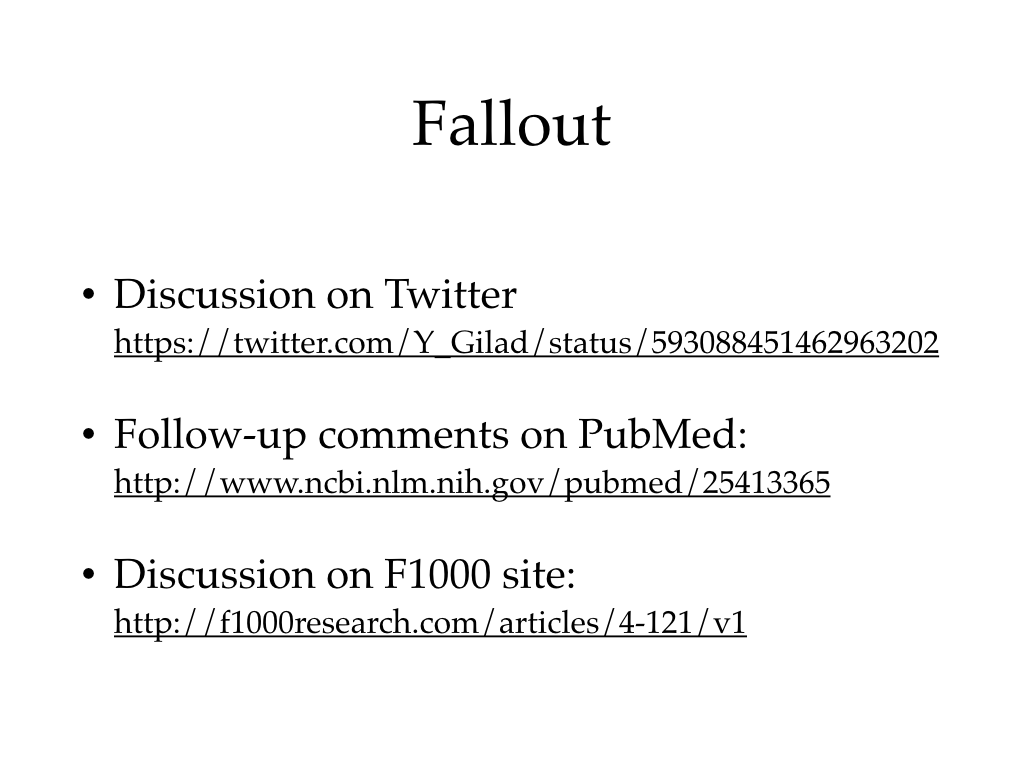 Fallout
• Discussion on Twitter
https://twitter.com/Y_Gilad/status/593088451462963202
• Follow-up comments on PubMed:
http://www.ncbi.nlm.nih.gov/pubmed/25413365
• Discussion on F1000 site:
http://f1000research.com/articles/4-121/v1